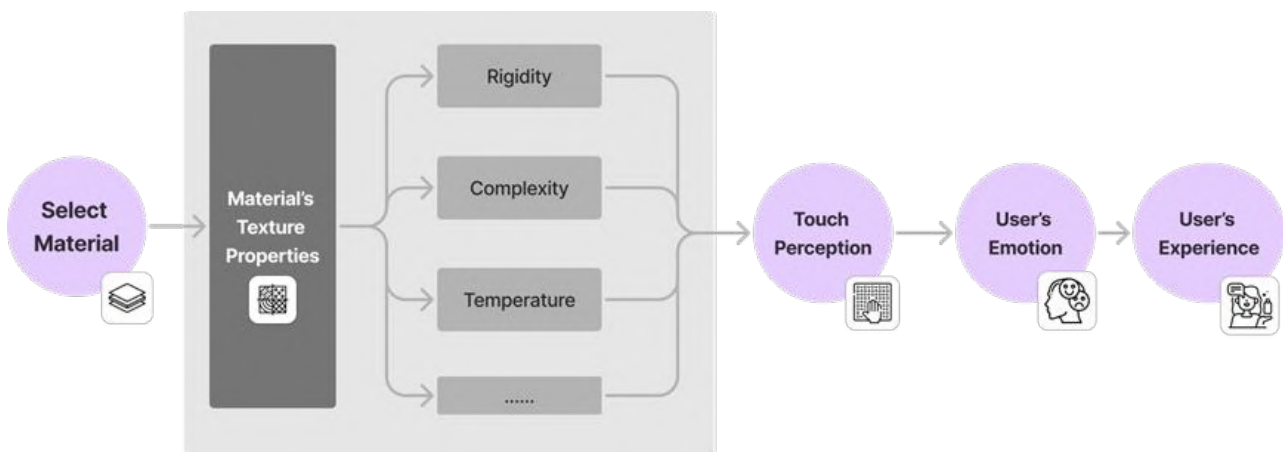 Select
Material
Material's
Texture
Properties
Rigidity
Complexity
Temperature
......
Touch
Perception
User's
Emotion
User's
Experience